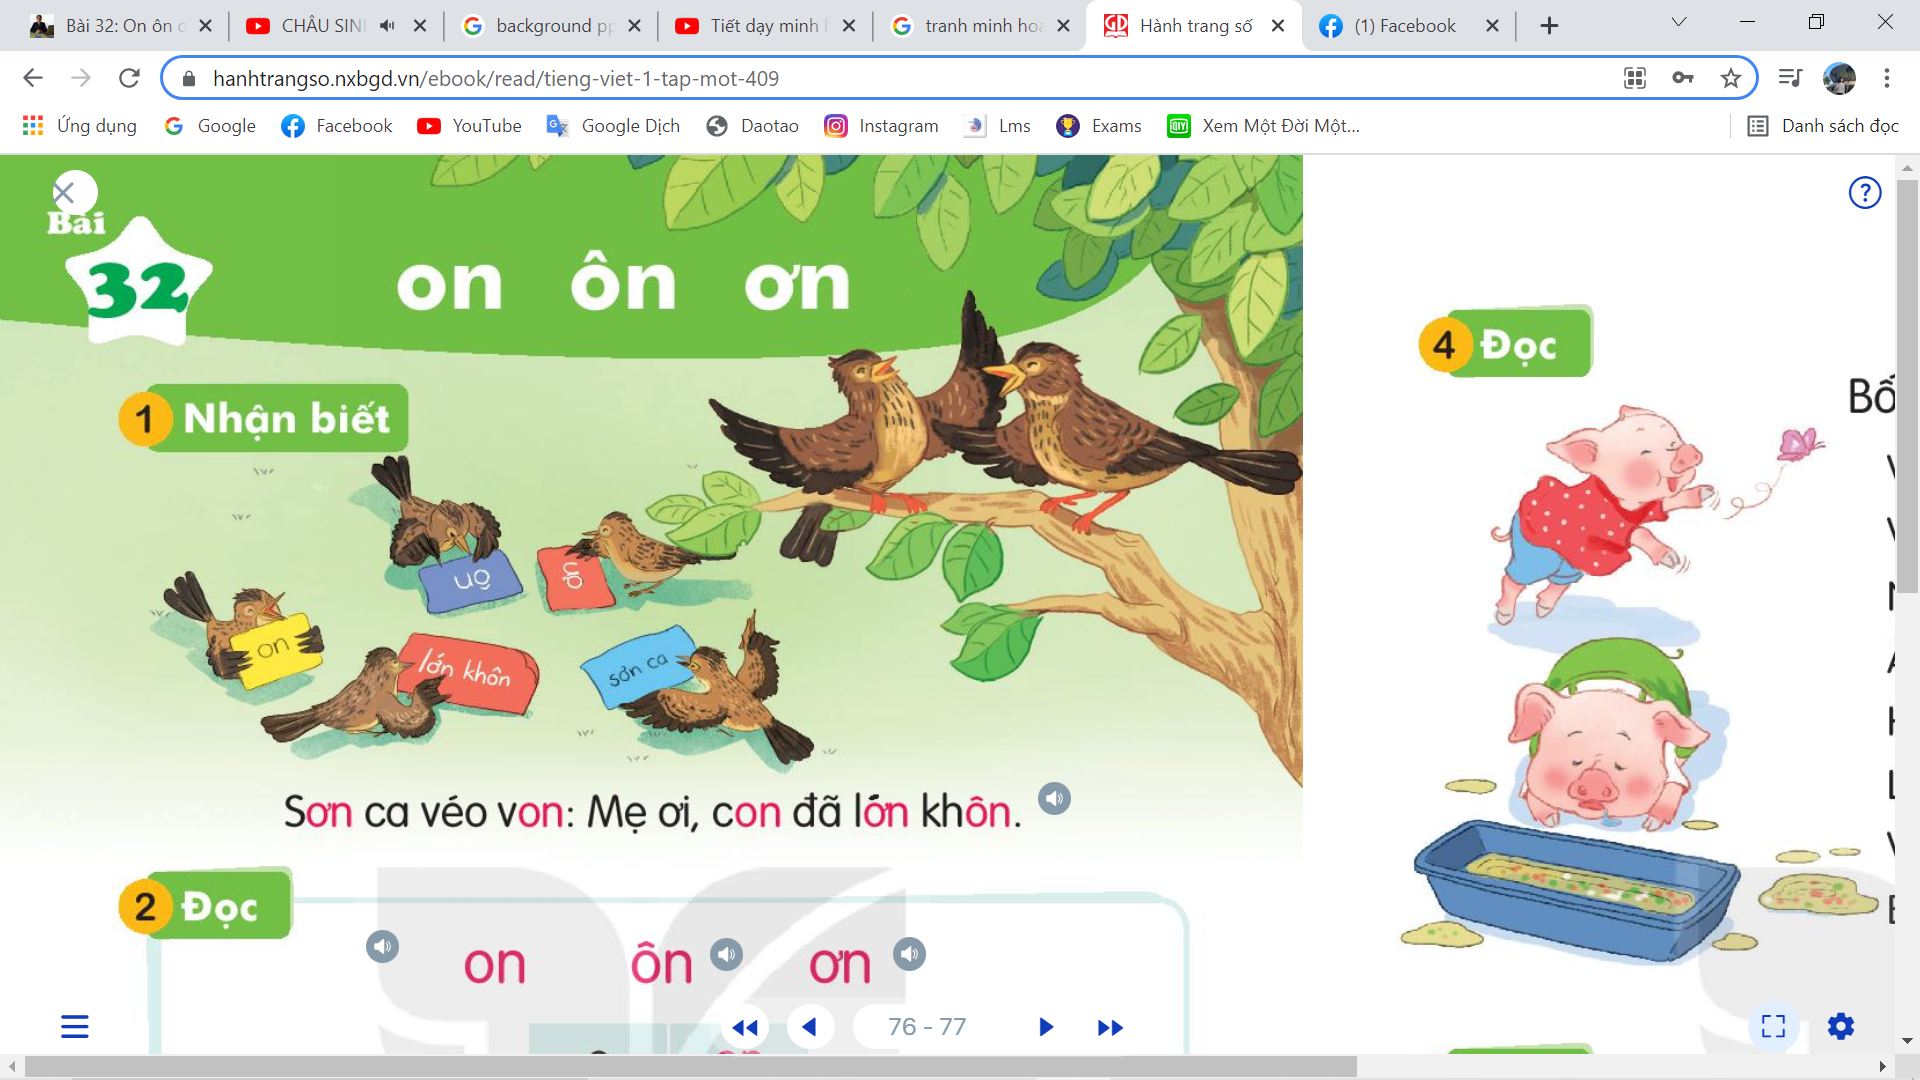 Bài 32: On ôn
CHÂU SIN
background pp
Tiết dạy minh h
tranh minh hoạ
Hành trang số
(1) Facebook
hanhtrangso.nxbgd.vn/ebook/read/tieng-viet-1-tap-mot-409
Ứng dụng
Google
Facebook
YouTube
Google Dịch
Daotao
Instagram
Lms
Exams
Xem Một Đời Một...
Danh sách đọc
Bài
32
on ôn ơn
1 Nhận biết
ôn
ơn
on
lớn khôn
sơn ca
Sơn ca véo von: Mẹ ơi, con đã lớn khôn.
2 Đọc
on ôn ơn
4 Đọc
Bố
76 - 77